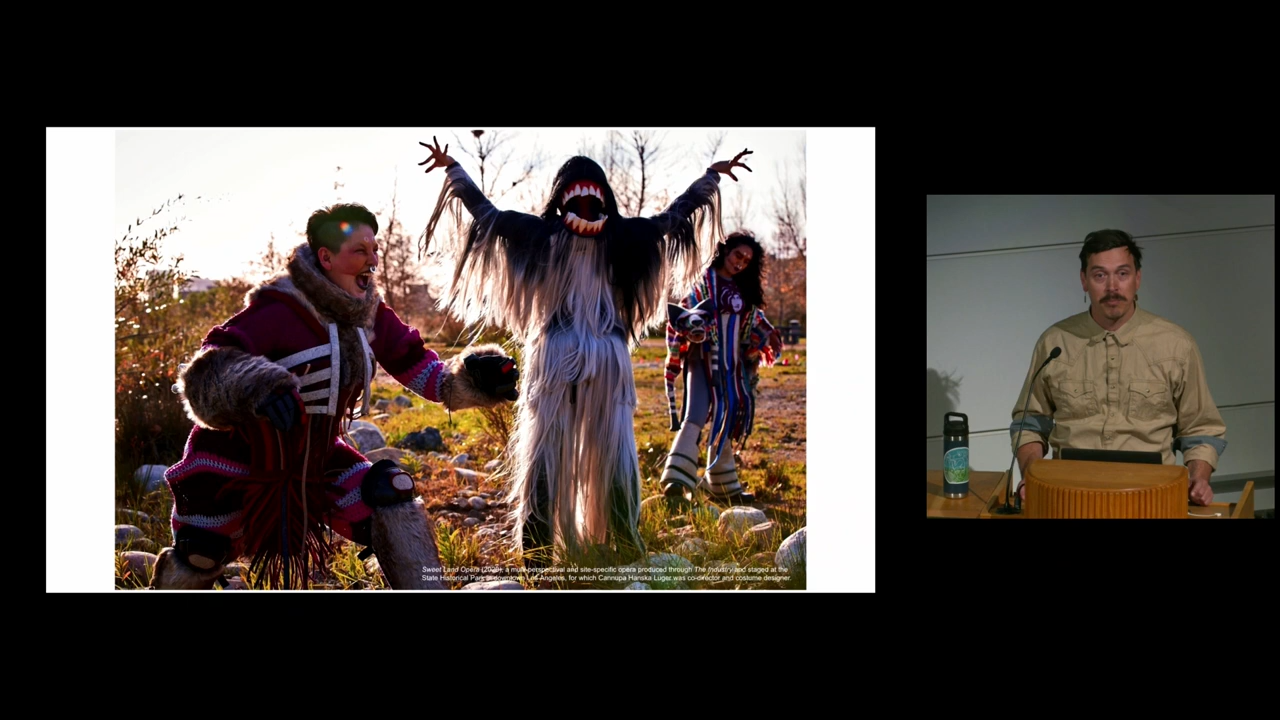 Sweet Land Opera (2020), a multi-perspectival and site-specific opera produced through The Industry and staged at the
State Historical Park in downtown Los Angeles, for which Cannupa Hanska Luger was co-director and costume designer.